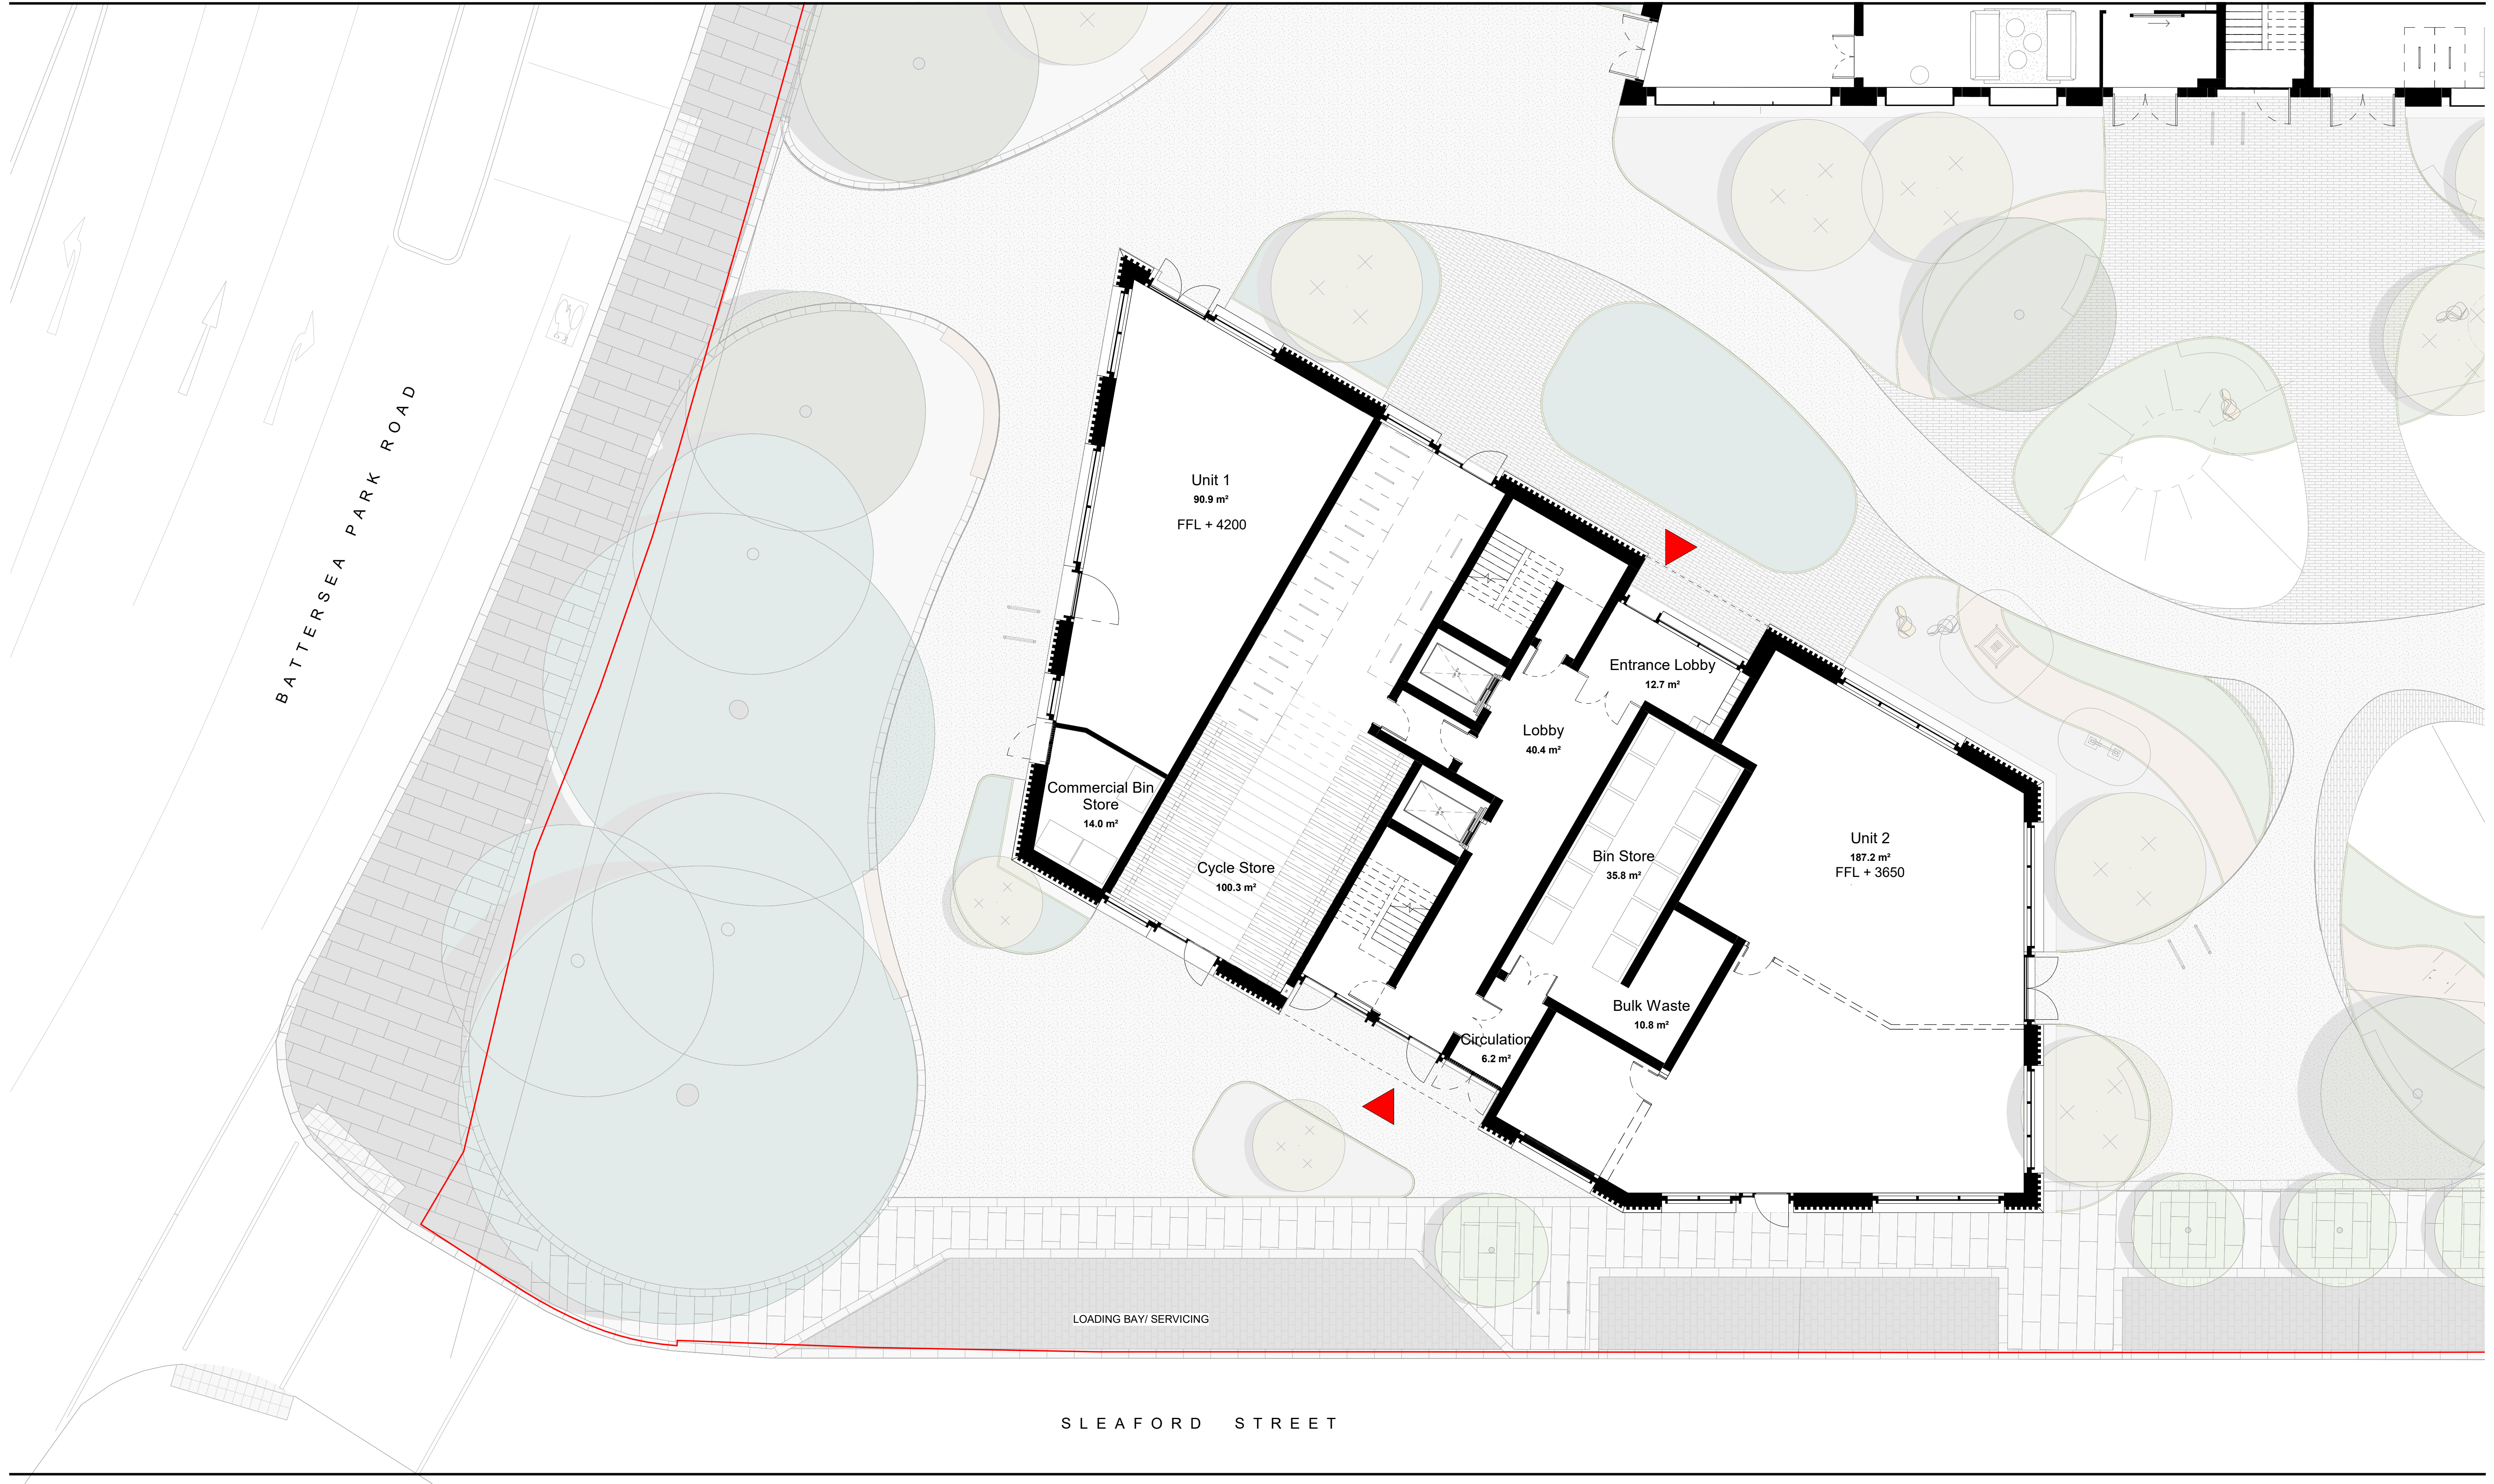 BATTERSEA PARK ROAD
Unit 1
90.9 m²
FFL + 4200
Entrance Lobby
12.7 m²
Lobby
40.4 m²
Commercial Bin
Store
14.0 m²
Cycle Store
100.3 m²
Bin Store
35.8 m²
Unit 2
187.2 m²
FFL + 3650
Bulk Waste
10.8 m²
Circulation
6.2 m²
LOADING BAY/ SERVICING
SLEAFORD STREET